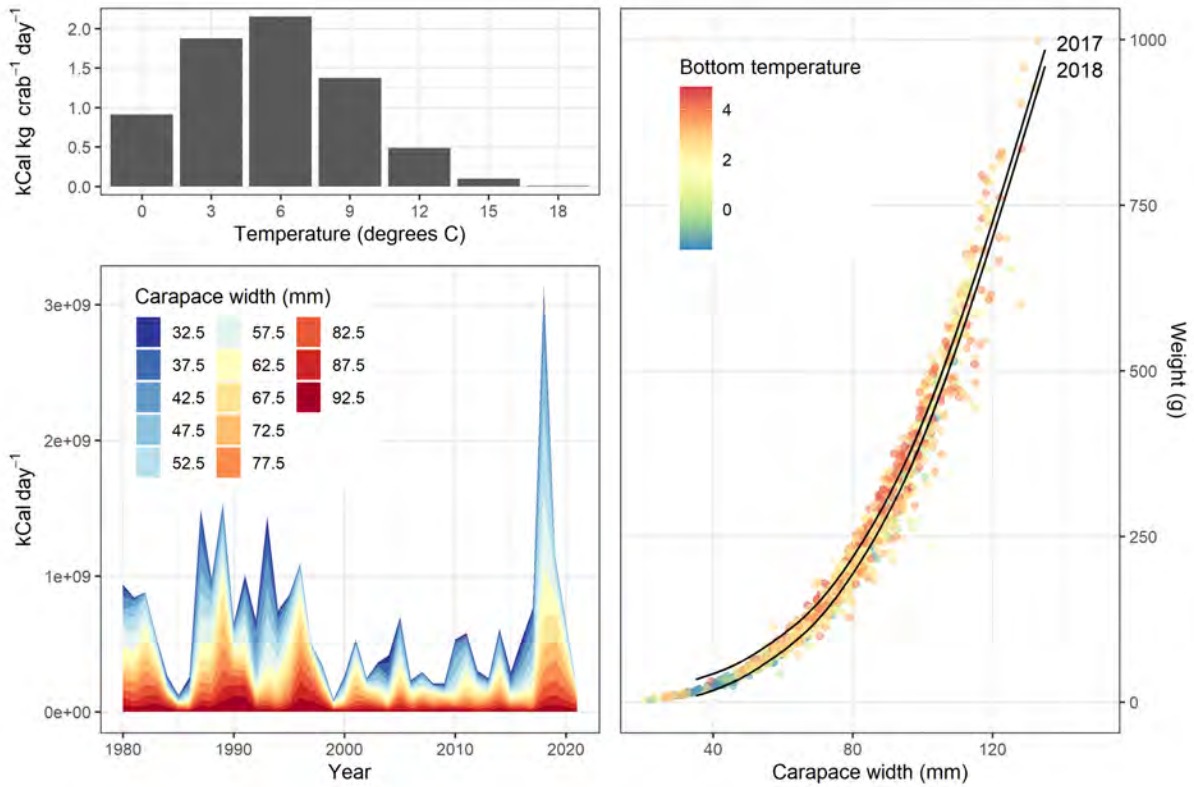 kCal kg crab⁻¹ day⁻¹
2.0
1.5
1.0
0.5
0.0
0 3 6 9 12 15 18
Temperature (degrees C)
kCal day⁻¹
3e+09
2e+09
1e+09
0e+00
Carapace width (mm)
32.5 57.5 82.5
37.5 62.5 87.5
42.5 67.5 92.5
47.5 72.5
52.5 77.5
1980 1990 2000 2010 2020
Year
Bottom temperature
4
2
0
2017
2018
1000
750
500
250
0
Weight (g)
40 80 120
Carapace width (mm)